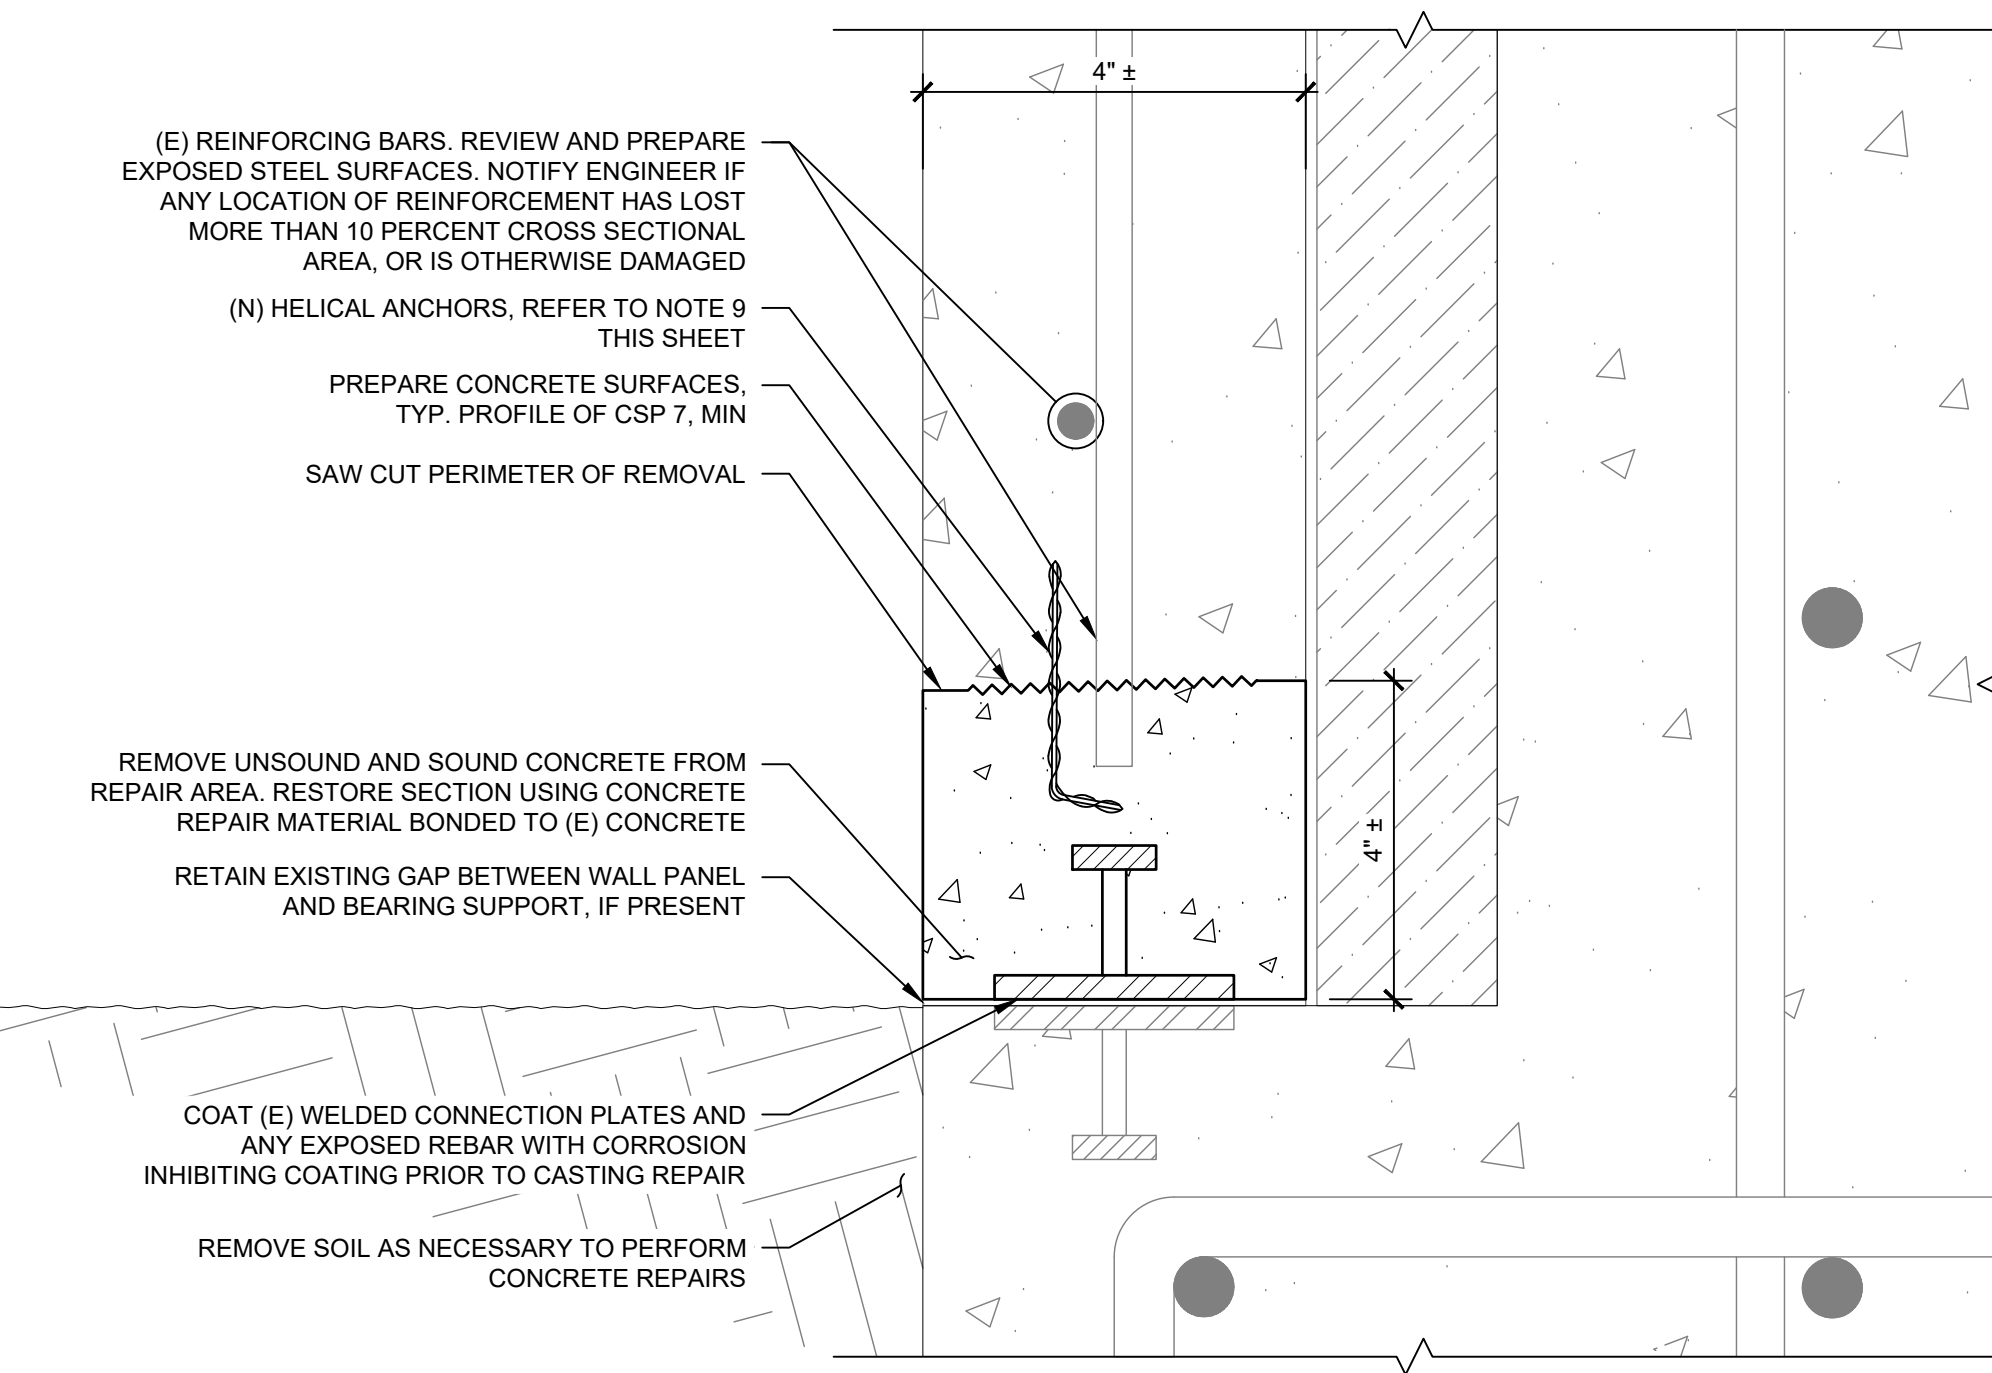 4" ±
(E) REINFORCING BARS. REVIEW AND PREPARE
EXPOSED STEEL SURFACES. NOTIFY ENGINEER IF
ANY LOCATION OF REINFORCEMENT HAS LOST
MORE THAN 10 PERCENT CROSS SECTIONAL
AREA, OR IS OTHERWISE DAMAGED
(N) HELICAL ANCHORS, REFER TO NOTE 9
THIS SHEET
PREPARE CONCRETE SURFACES,
TYP. PROFILE OF CSP 7, MIN
SAW CUT PERIMETER OF REMOVAL
REMOVE UNSOUND AND SOUND CONCRETE FROM
REPAIR AREA. RESTORE SECTION USING CONCRETE
REPAIR MATERIAL BONDED TO (E) CONCRETE
4" ±
RETAIN EXISTING GAP BETWEEN WALL PANEL
AND BEARING SUPPORT, IF PRESENT
COAT (E) WELDED CONNECTION PLATES AND
ANY EXPOSED REBAR WITH CORROSION
INHIBITING COATING PRIOR TO CASTING REPAIR
REMOVE SOIL AS NECESSARY TO PERFORM
CONCRETE REPAIRS